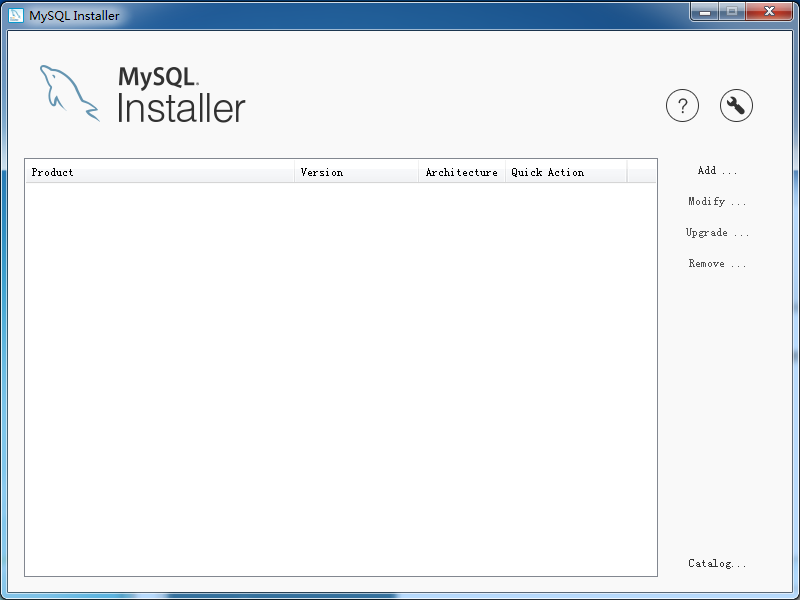 MySQL Installer
MySQL.
Installer
?
Product Version Architecture Quick Action
Add ...
Modify ...
Upgrade ...
Remove ...
Catalog...